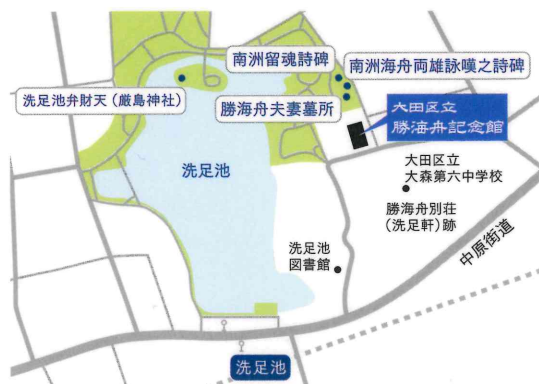 南洲留魂詩碑
南洲海舟両雄詠嘆之詩碑
洗足池弁財天（厳島神社）
勝海舟夫妻墓所
大田区立
勝海舟記念館
洗足池
大田区立
大森第六中学校
勝海舟別荘
（洗足軒）跡
中原街道
洗足池
図書館
洗足池